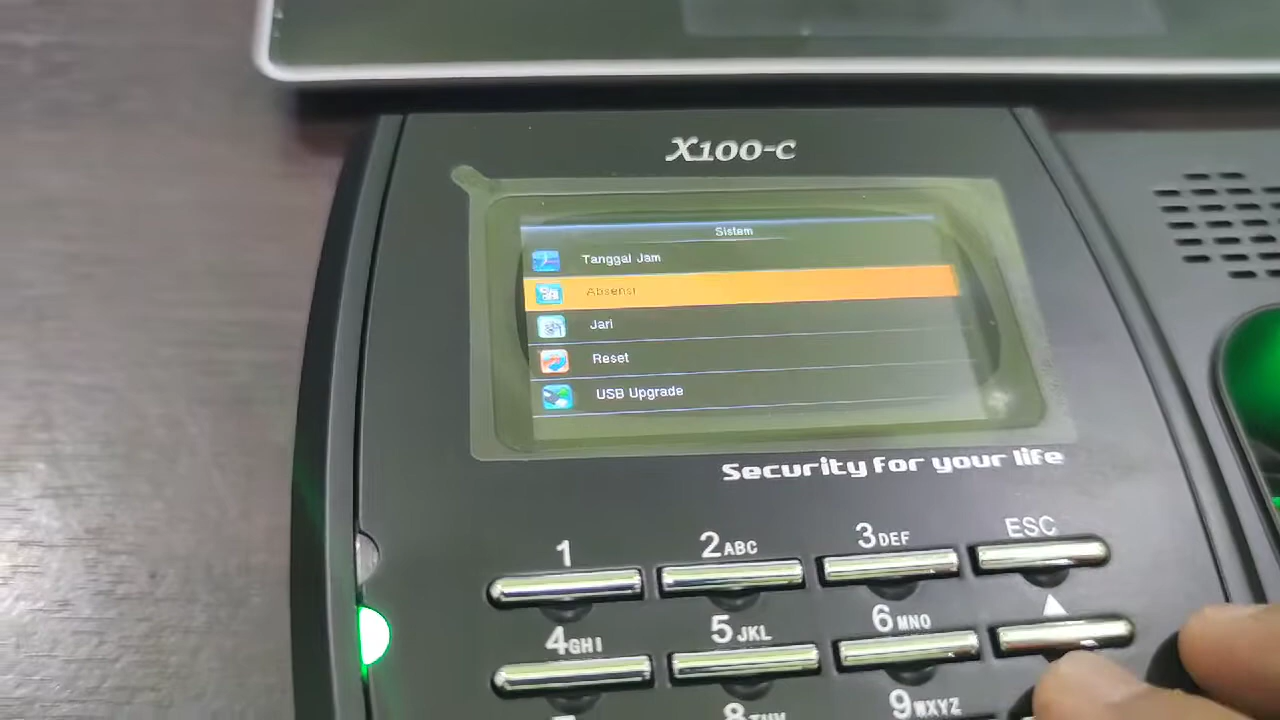 X100-C
Sistem
Tanggal Jam
Absensi
Jari
Reset
USB Upgrade
Security for your life
1 2ABC 3DEF ESC
4GHI 5JKL 6MNO ▲
8TUV 9WXYZ